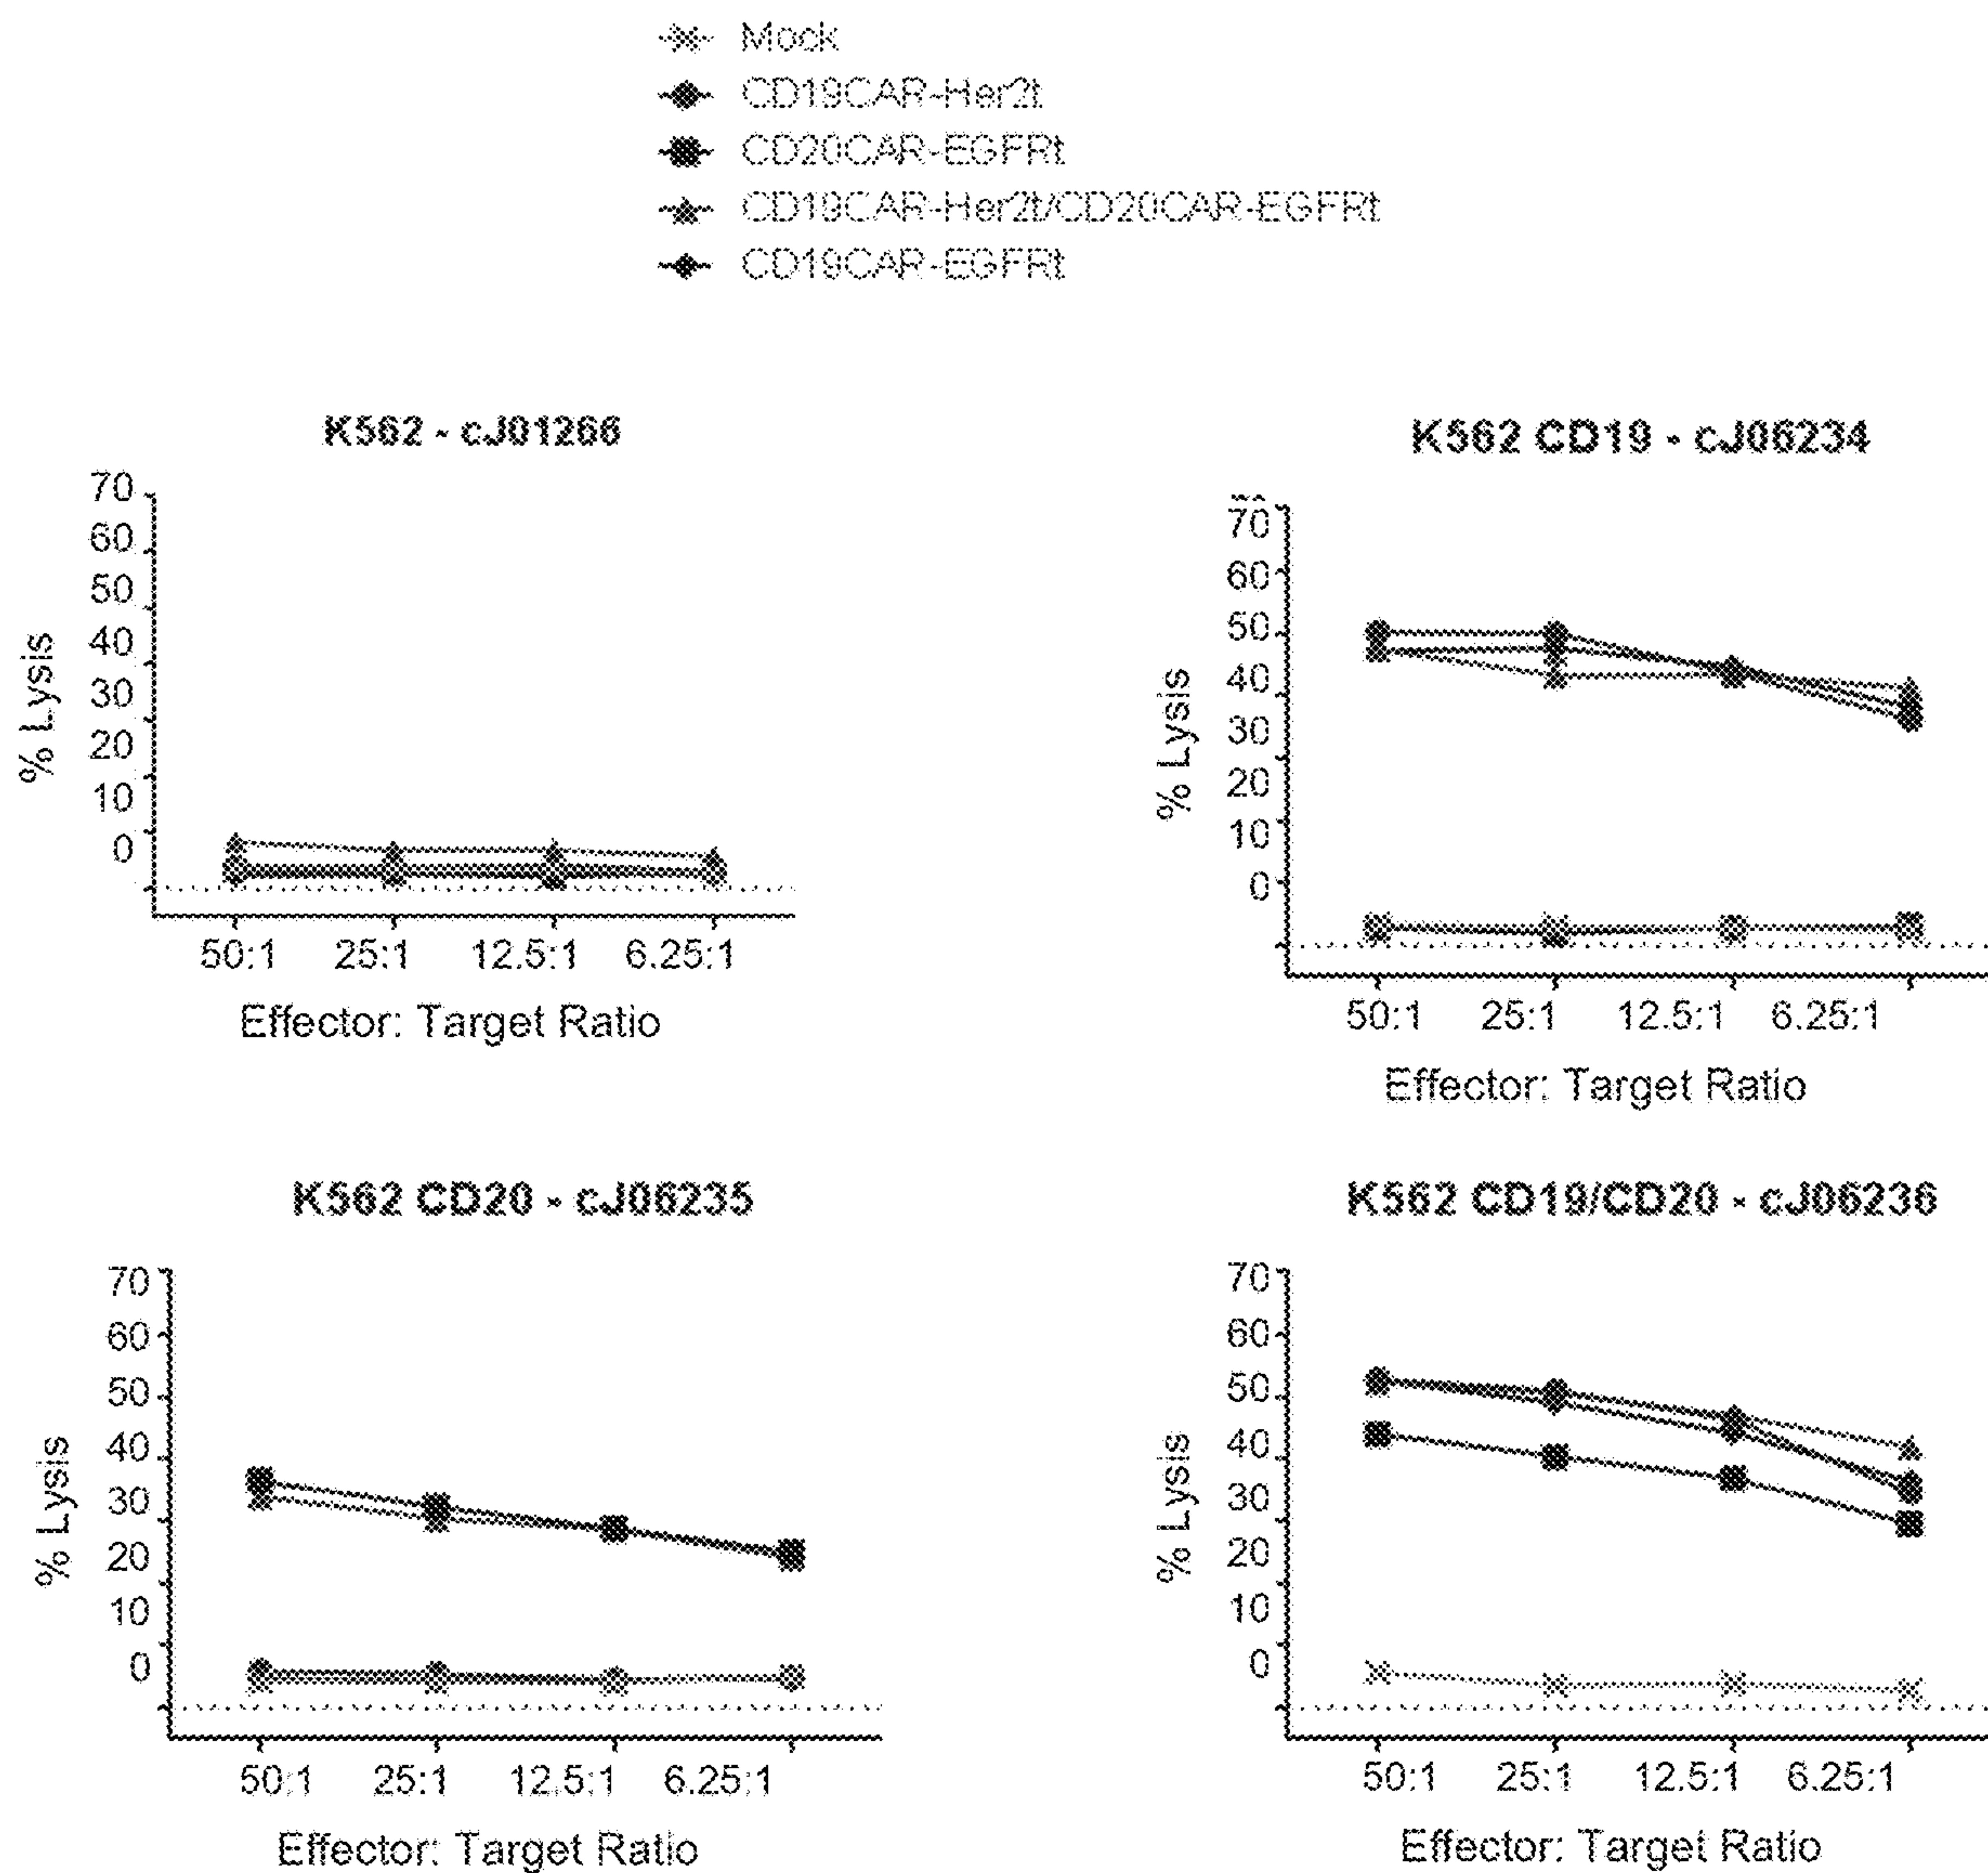 Mock
CD19CAR-Her2t
CD20CAR-EGFRt
CD19CAR-Her2t/CD20CAR-EGFRt
CD19CAR-EGFRt
K562 - cJ01266
70
60
50
40
30
20
10
0
% Lysis
50:1 25:1 12.5:1 6.25:1
Effector: Target Ratio
K562 CD19 - cJ06234
70
60
50
40
30
20
10
0
% Lysis
50:1 25:1 12.5:1 6.25:1
Effector: Target Ratio
K562 CD20 - cJ06235
70
60
50
40
30
20
10
0
% Lysis
50:1 25:1 12.5:1 6.25:1
Effector: Target Ratio
K562 CD19/CD20 - cJ06236
70
60
50
40
30
20
10
0
% Lysis
50:1 25:1 12.5:1 6.25:1
Effector: Target Ratio